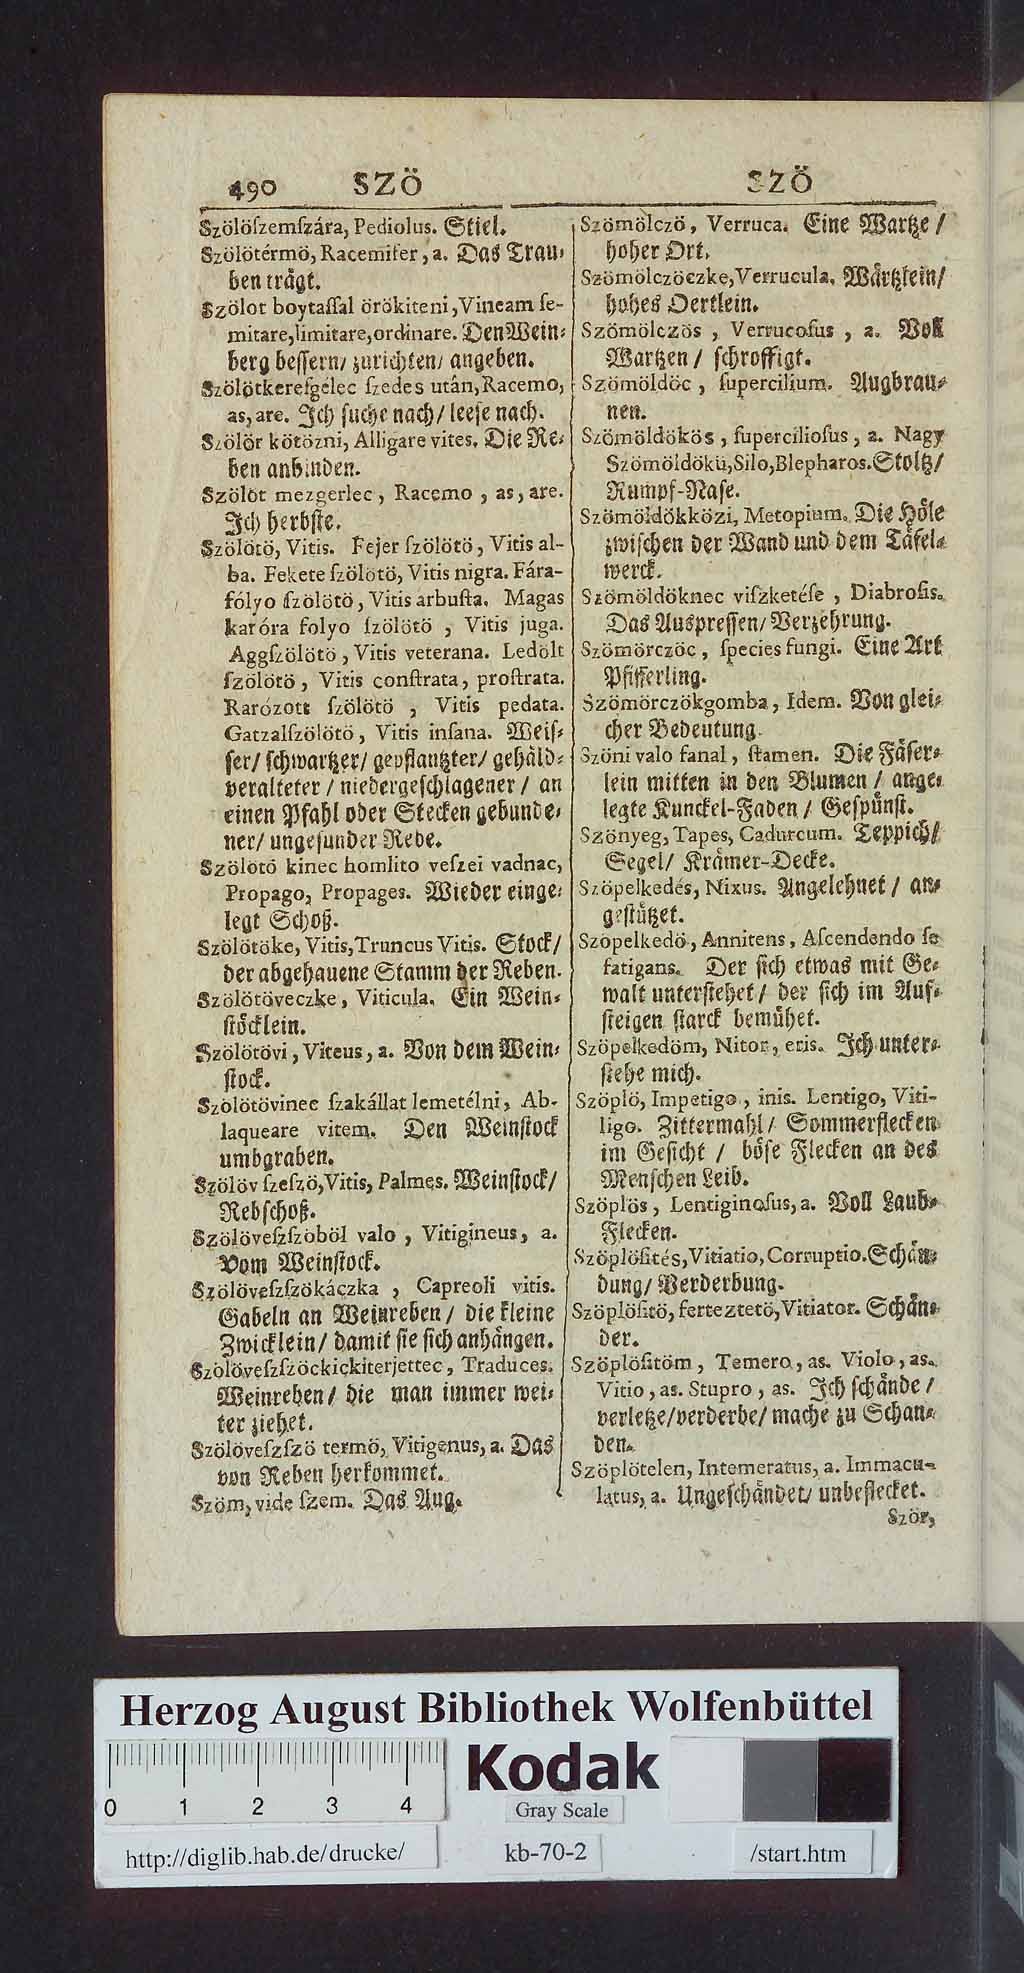 490 SZÖ SZÖ
Szölöſzemſzára, Pediolus. Stiel.
Szölötérmö, Racemifer, a. Das Trau⸗
ben trägt.
Szölot boytaſſal örökiteni, Vineam ſe-
mitare, limitare, ordinare. Den Wein⸗
berg beſſern/ zurichten/ angeben.
Szölötkereſgélec ſzedes után, Racemo,
as, are. Ich ſuche nach/ leeſe nach.
Szölör kötözni, Alligare vites. Die Re⸗
ben anbinden.
Szölöt mezgerlec, Racemo, as, are.
Ich herbſte.
Szölötö, Vitis. Fejer ſzölötö, Vitis al-
ba. Fekete ſzölötö, Vitis nigra. Fára-
fólyo ſzölötö, Vitis arbuſta. Magas
karóra folyo ſzölötö, Vitis juga.
Aggſzölötö, Vitis veterana. Ledölt
ſzölötö, Vitis conſtrata, proſtrata.
Rarózott ſzölötö, Vitis pedata.
Gatzalſzölötö, Vitis inſana. Weiſ⸗
ſer/ ſchwartzer/ gepflantzter/ gehäld⸗
veralteter/ niedergeſchlagener/ an
einen Pfahl oder Stecken gebunde⸗
ner/ ungeſunder Rebe.
Szölötö kinec homlito veſzei vadnac,
Propago, Propages. Wieder einge⸗
legt Schoß.
Szölötöke, Vitis, Truncus Vitis. Stock/
der abgehauene Stamm der Reben.
Szölötöveczke, Viticula. Ein Wein⸗
ſtöcklein.
Szölötövi, Viteus, a. Von dem Wein⸗
ſtock.
Szölötövinec ſzakállat lemetélni, Ab-
laqueare vitem. Den Weinſtock
umbgraben.
Szölöv ſzeſzö, Vitis, Palmes. Weinſtock/
Rebſchoß.
Szölöveſzſzöböl valo, Vitigineus, a.
Vom Weinſtock.
Szölöveſzſzökáczka, Capreoli vitis.
Gabeln an Weinreben/ die kleine
Zwicklein/ damit ſie ſich anhängen.
Szölöveſzſzöckickiterjettec, Traduces.
Weinreben/ die man immer wei⸗
ter ziehet.
Szölöveſzſzö termö, Vitigenus, a. Das
von Reben herkommet.
Szöm, vide ſzem. Das Aug.
Szömölczö, Verruca. Eine Wartze/
hoher Ort.
Szömölczöczke, Verrucula. Wärtzlein/
hohes Oertlein.
Szömölczös, Verrucoſus, a. Voll
Wartzen/ ſchroffigt.
Szömöldöc, ſupercilium. Augbrau⸗
nen.
Szömöldökös, ſupercilioſus, a. Nagy
Szömöldökü, Silo, Blepharos. Stoltz/
Rumpf-Naſe.
Szömöldökközi, Metopium. Die Höle
zwiſchen der Wand und dem Täfel⸗
werck.
Szömöldöknec viſzketéſe, Diabroſis.
Das Auspreſſen/ Verzehrung.
Szömörczöc, ſpecies fungi. Eine Art
Pfifferling.
Szömörczökgomba, Idem. Von glei⸗
cher Bedeutung.
Szöni valo fanal, ſtamen. Die Fäſer⸗
lein mitten in den Blumen/ ange⸗
legte Kunckel-Faden/ Geſpünſt.
Szönyeg, Tapes, Cadurcum. Teppich/
Segel/ Krämer-Decke.
Szöpelkedés, Nixus. Angelehnet/ an⸗
geſtützet.
Szöpelkedö, Annitens, Aſcendendo ſe
fatigans. Der ſich etwas mit Ge⸗
walt unterſtehet/ der ſich im Auf⸗
ſteigen ſtarck bemühet.
Szöpelkedöm, Nitor, eris. Ich unter⸗
ſtehe mich.
Szöplö, Impetigo, inis. Lentigo, Viti-
ligo. Zittermahl/ Sommerflecken
im Geſicht/ böſe Flecken an des
Menſchen Leib.
Szöplös, Lentiginoſus, a. Voll Laub⸗
Flecken.
Szöplöſités, Vitiatio, Corruptio. Schän⸗
dung/ Verderbung.
Szöplöſitö, ferteztetö, Vitiator. Schän⸗
der.
Szöplöſitöm, Temero, as. Violo, as.
Vitio, as. Stupro, as. Ich ſchände/
verletze/ verderbe/ mache zu Schan⸗
den.
Szöplötelen, Intemeratus, a. Immacu-
latus, a. Ungeſchändet/ unbeflecket.
Ször,
Herzog August Bibliothek Wolfenbüttel
Kodak
0 1 2 3 4
Gray Scale
http://diglib.hab.de/drucke/ kb-70-2 /start.htm